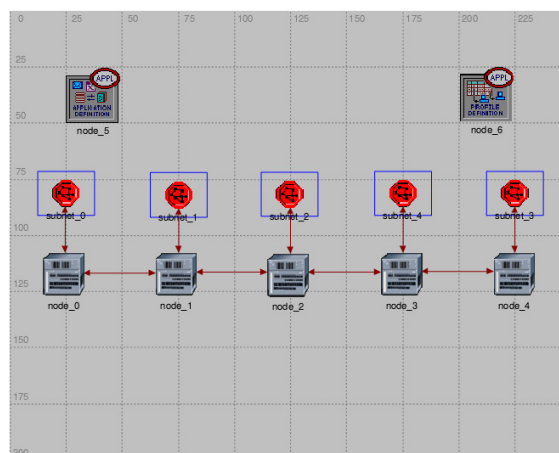 0 25 50 75 100 125 150 175 200 225
25
APPL APPL
APPLICATION DEFINITION PROFILE DEFINITION
50
node_5 node_6
75
subnet_0 subnet_1 subnet_2 subnet_4 subnet_3
100
125
node_0 node_1 node_2 node_3 node_4
150
175
200